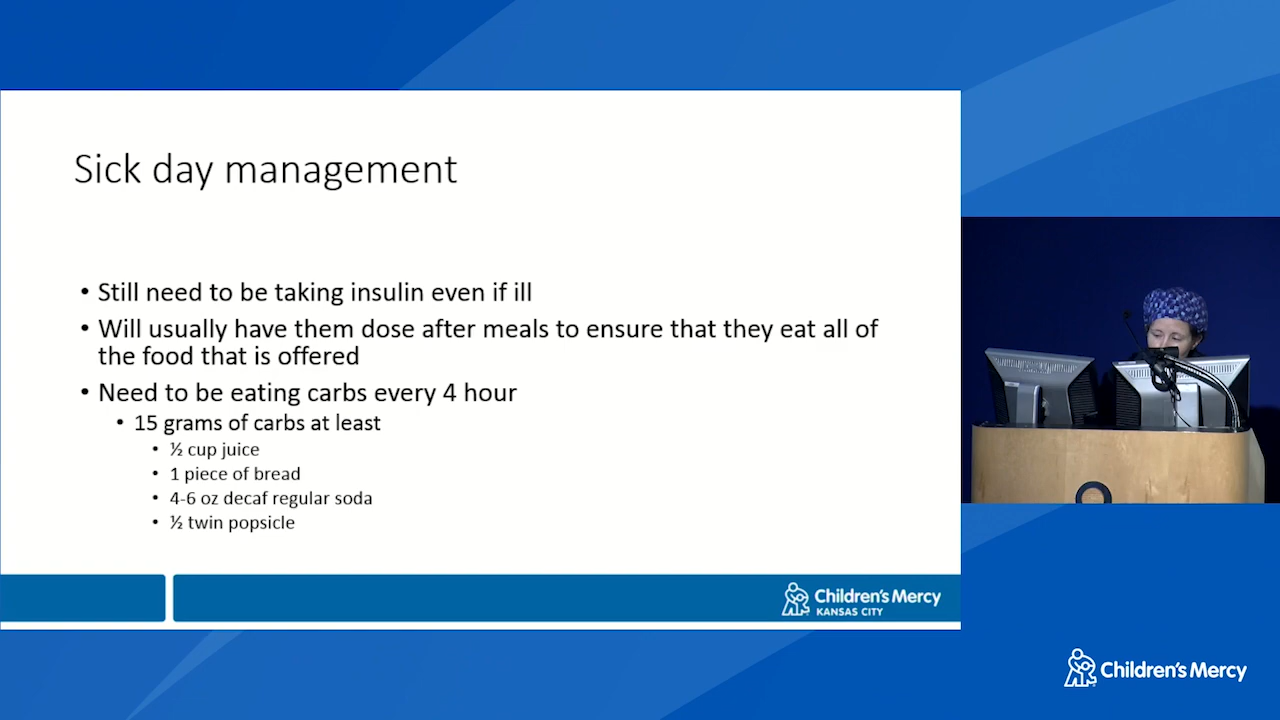 Sick day management
• Still need to be taking insulin even if ill
• Will usually have them dose after meals to ensure that they eat all of
the food that is offered
• Need to be eating carbs every 4 hour
• 15 grams of carbs at least
• ½ cup juice
• 1 piece of bread
• 4-6 oz decaf regular soda
• ½ twin popsicle
Children's Mercy
KANSAS CITY
Children's Mercy